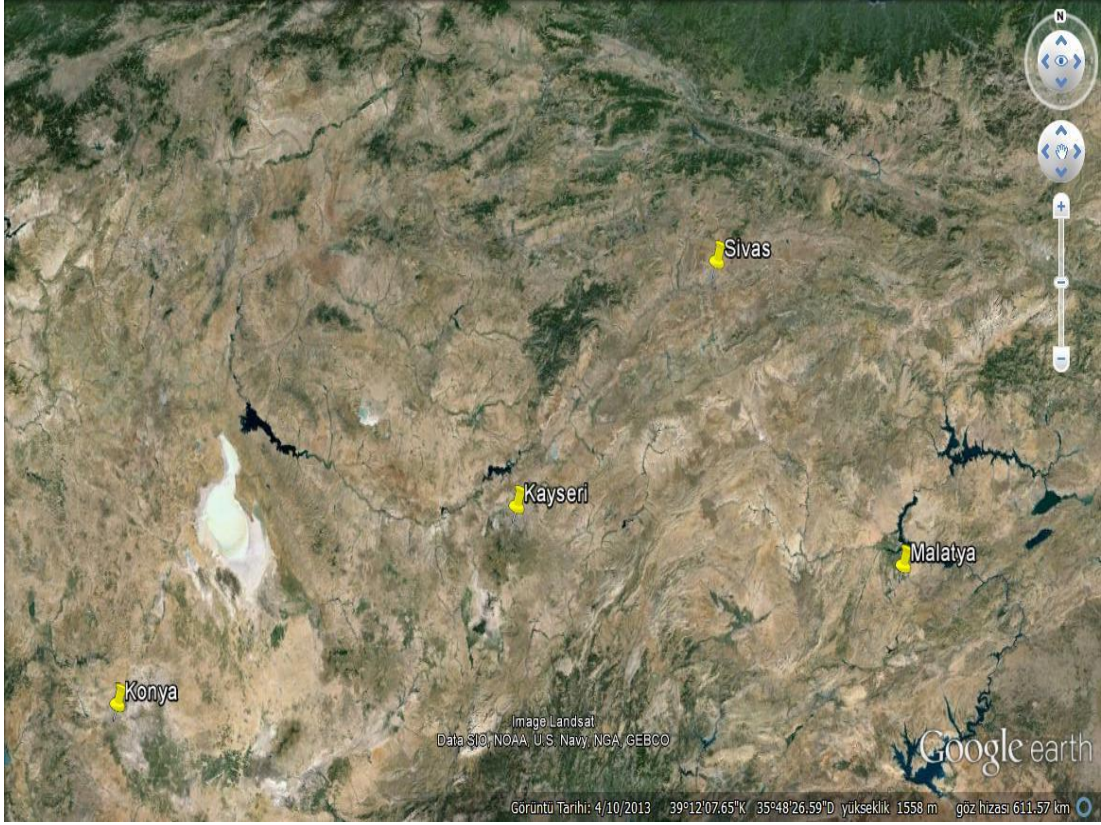 N
Sivas
Kayseri
Malatya
Konya
Image Landsat
Data SIO, NOAA, U.S. Navy, NGA, GEBCO
Google earth
Görüntü Tarihi: 4/10/2013 39°12'07.65"K 35°48'26.59"D yükseklik 1558 m göz hizası 611.57 km